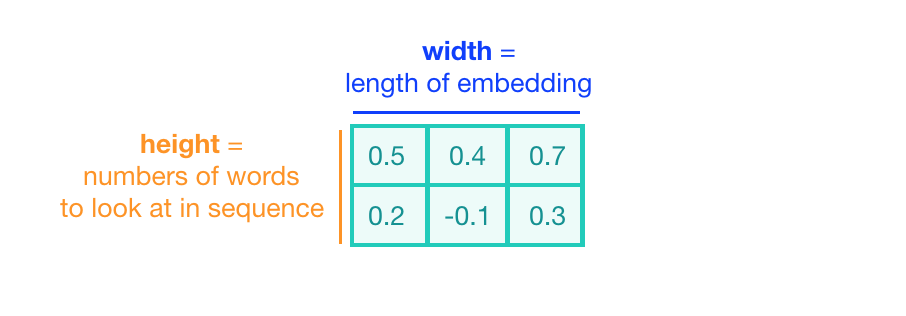 width =
length of embedding
height =
numbers of words
to look at in sequence
0.5 0.4 0.7
0.2 -0.1 0.3